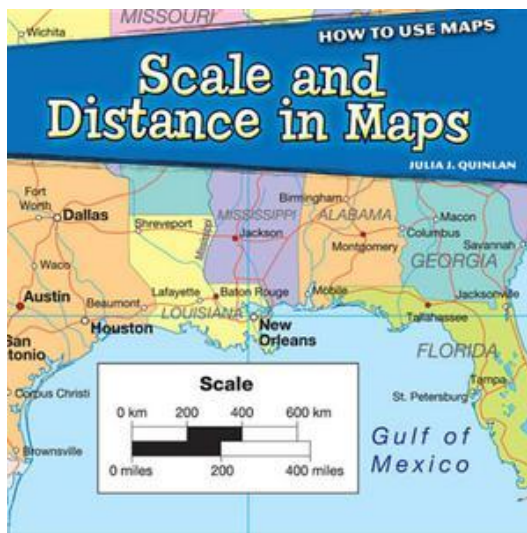 MISSOURI
Wichita
HOW TO USE MAPS
Scale and
Distance in Maps
JULIA J. QUINLAN
Fort
Worth
Dallas
Birmingham
Shreveport
MISSISSIPPI
ALABAMA
Macon
Mississippi
Jackson
Columbus
Montgomery
Savannah
Waco
GEORGIA
Austin
Beaumont
Lafayette
Baton Rouge
Mobile
Jacksonville
LOUISIANA
Tallahassee
Houston
New
Orleans
San
tonio
FLORIDA
Tampa
Corpus Christi
St. Petersburg
Scale
0 km 200 400 600 km
0 miles 200 400 miles
Gulf of
Mexico
Brownsville